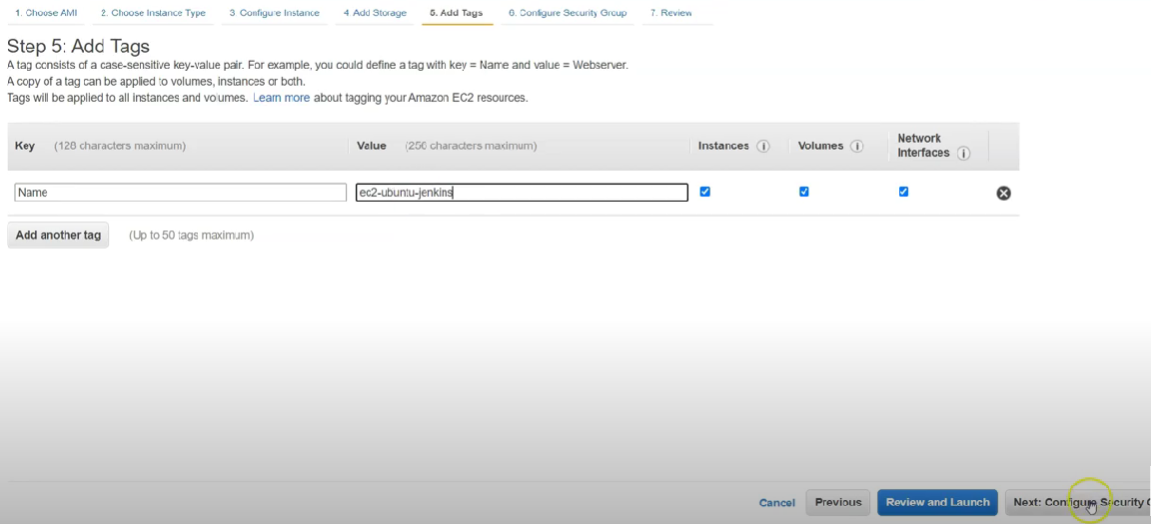 1. Choose AMI 2. Choose Instance Type 3. Configure Instance 4. Add Storage 5. Add Tags 6. Configure Security Group 7. Review
Step 5: Add Tags
A tag consists of a case-sensitive key-value pair. For example, you could define a tag with key = Name and value = Webserver.
A copy of a tag can be applied to volumes, instances or both.
Tags will be applied to all instances and volumes. Learn more about tagging your Amazon EC2 resources.
Key (128 characters maximum) Value (256 characters maximum) Instances i Volumes i Network Interfaces i
Name ec2-ubuntu-jenkins
Add another tag (Up to 50 tags maximum)
Cancel Previous Review and Launch Next: Configure Security